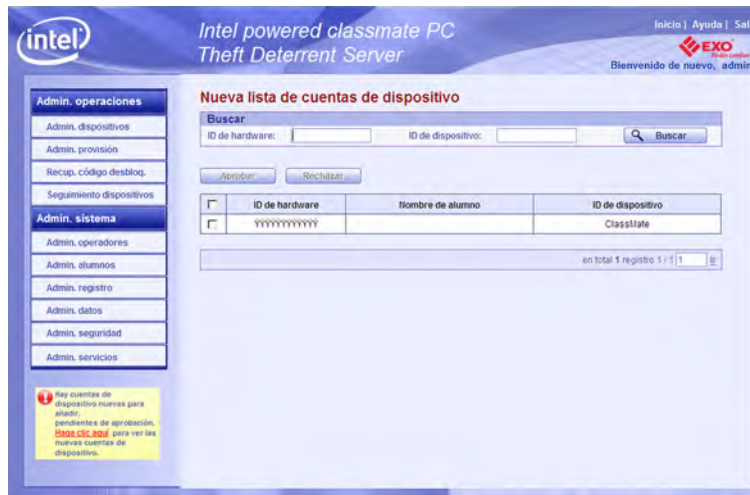 Inicio | Ayuda | Sal
intel
Intel powered classmate PC
Theft Deterrent Server
EXO
Bienvenido de nuevo, admin
Admin. operaciones
Admin. dispositivos
Admin. provisión
Recup. código desbloq.
Seguimiento dispositivos
Admin. sistema
Admin. operadores
Admin. alumnos
Admin. registro
Admin. datos
Admin. seguridad
Admin. servicios
Hay cuentas de
dispositivo nuevas para
añadir,
pendientes de aprobación.
Haga clic aquí para ver las
nuevas cuentas de
dispositivo.
Nueva lista de cuentas de dispositivo
Buscar
ID de hardware: ID de dispositivo: Buscar
Aprobar Rechazar
ID de hardware Nombre de alumno ID de dispositivo
ÝÝÝÝÝÝÝÝÝÝÝÝ ClassMate
en total 1 registro 1 / 1 1 Ir